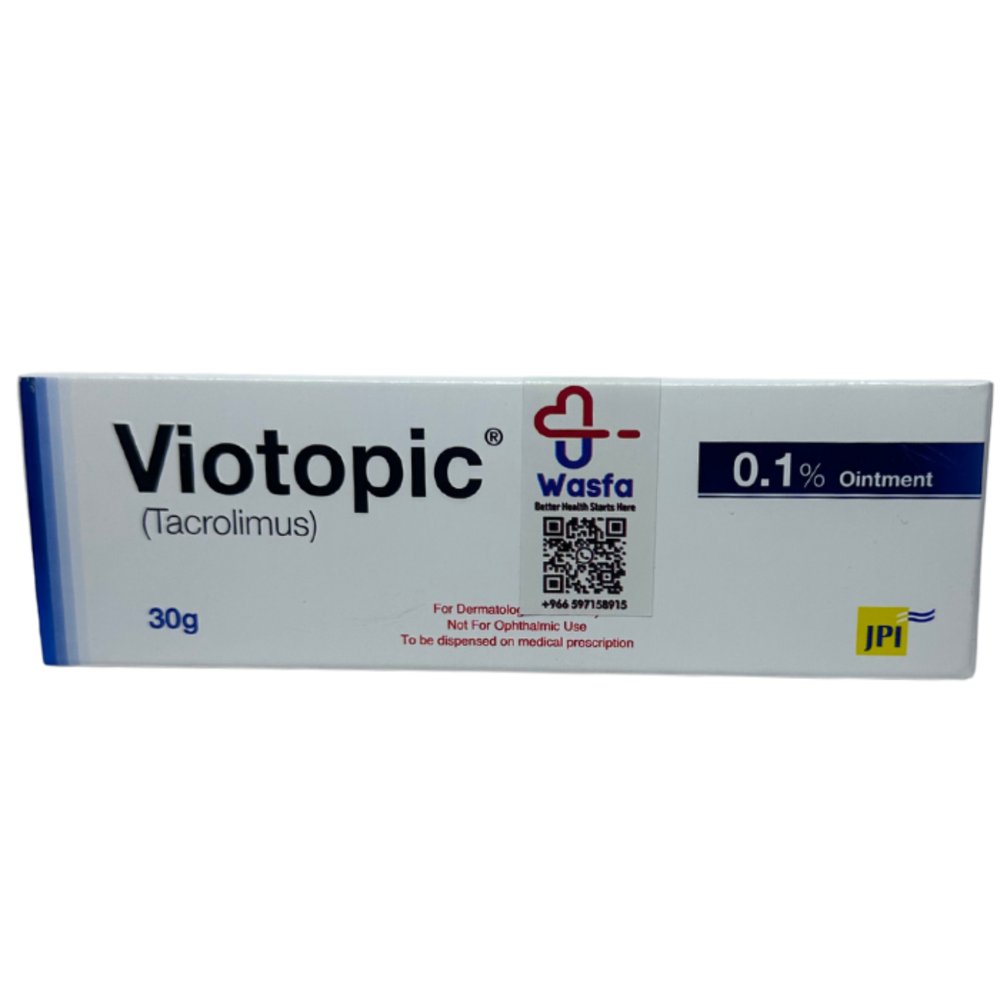 Viotopic®
(Tacrolimus)
30g
Wasfa
Better Health Starts Here
+966 597158915
0.1% Ointment
For
Not For Ophthalmic Use
To be dispensed on medical prescription
JPI